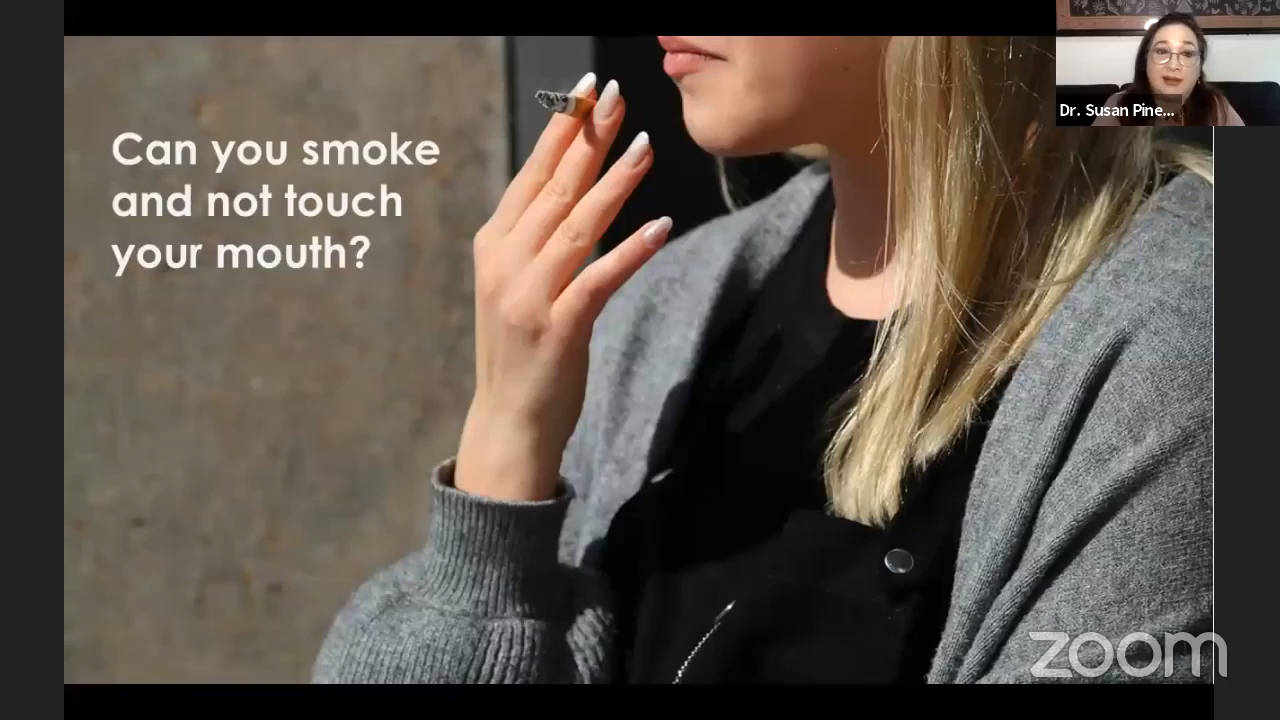 Can you smoke
and not touch
your mouth?
Dr. Susan Pine...
zoom